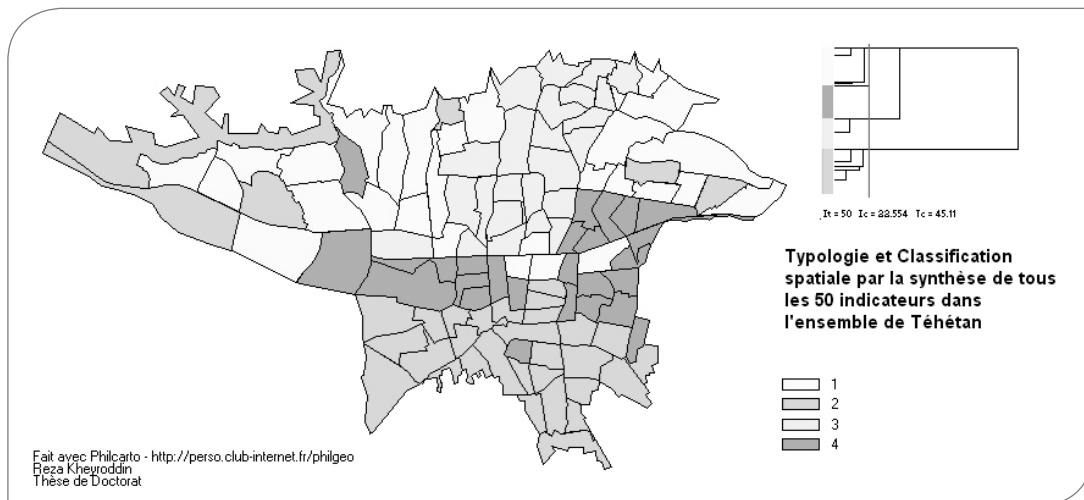 It = 50 Ic = 22.554 Tc = 45.11
Typologie et Classification
spatiale par la synthèse de tous
les 50 indicateurs dans
l'ensemble de Téhétan
1
2
3
4
Fait avec Philcarto - http://perso.club-internet.fr/philgeo
Reza Kheyroddin
Thèse de Doctorat